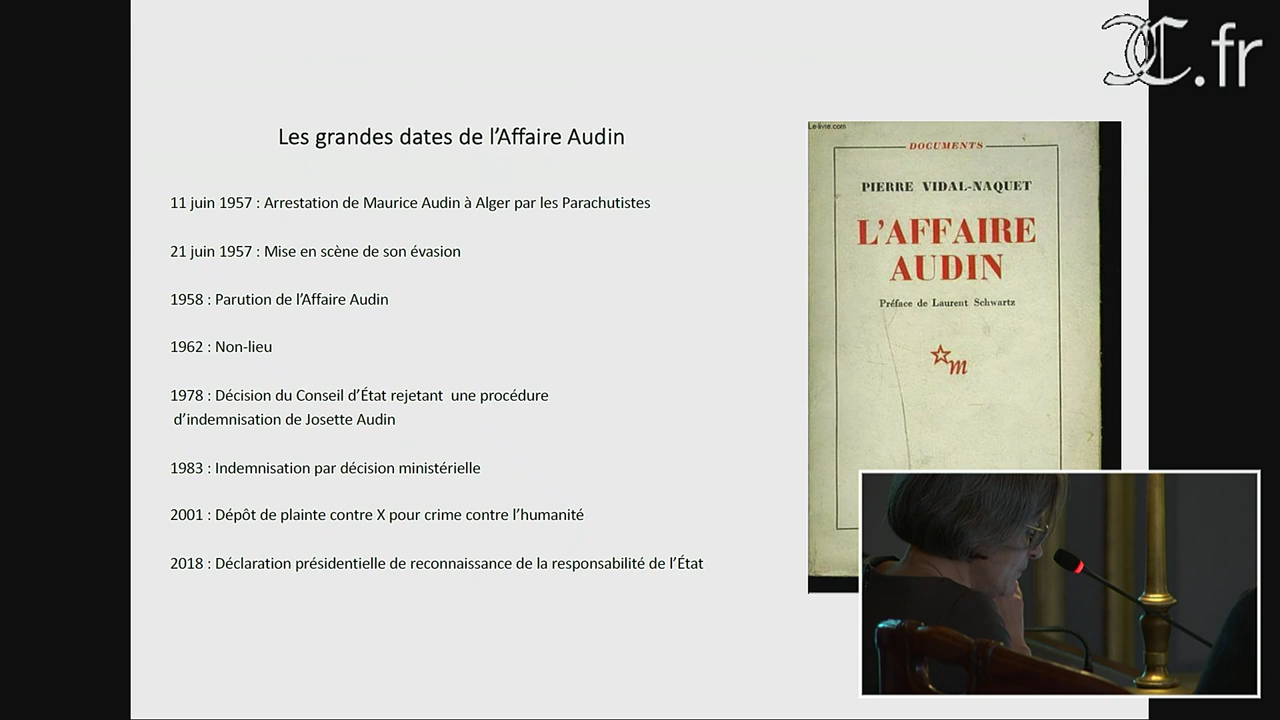 CC.fr
Les grandes dates de l’Affaire Audin
11 juin 1957 : Arrestation de Maurice Audin à Alger par les Parachutistes
21 juin 1957 : Mise en scène de son évasion
1958 : Parution de l’Affaire Audin
1962 : Non-lieu
1978 : Décision du Conseil d’État rejetant une procédure
d’indemnisation de Josette Audin
1983 : Indemnisation par décision ministérielle
2001 : Dépôt de plainte contre X pour crime contre l’humanité
2018 : Déclaration présidentielle de reconnaissance de la responsabilité de l’État
Le-livre.com
DOCUMENTS
PIERRE VIDAL-NAQUET
L’AFFAIRE
AUDIN
Préface de Laurent Schwartz
m